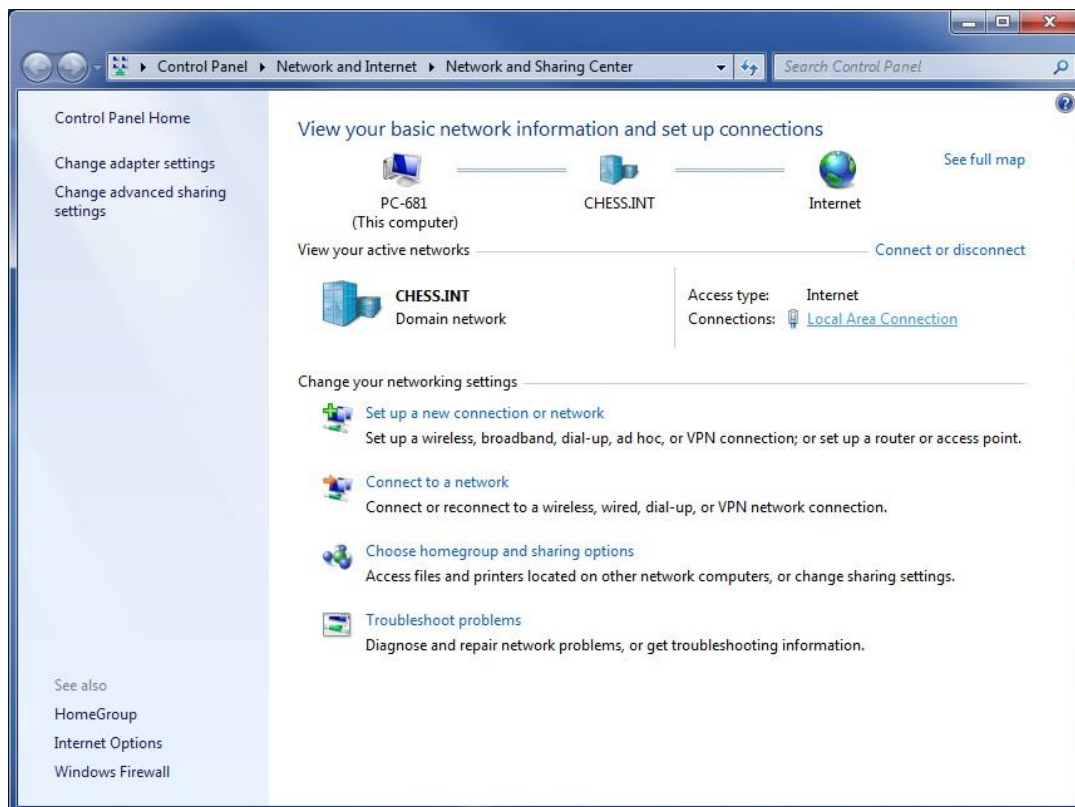 Control Panel Network and Internet Network and Sharing Center Search Control Panel
Control Panel Home
Change adapter settings
Change advanced sharing
settings
View your basic network information and set up connections
See full map
PC-681 CHESS.INT Internet
(This computer)
View your active networks Connect or disconnect
CHESS.INT
Domain network
Access type: Internet
Connections: Local Area Connection
Change your networking settings
Set up a new connection or network
Set up a wireless, broadband, dial-up, ad hoc, or VPN connection; or set up a router or access point.
Connect to a network
Connect or reconnect to a wireless, wired, dial-up, or VPN network connection.
Choose homegroup and sharing options
Access files and printers located on other network computers, or change sharing settings.
Troubleshoot problems
Diagnose and repair network problems, or get troubleshooting information.
See also
HomeGroup
Internet Options
Windows Firewall